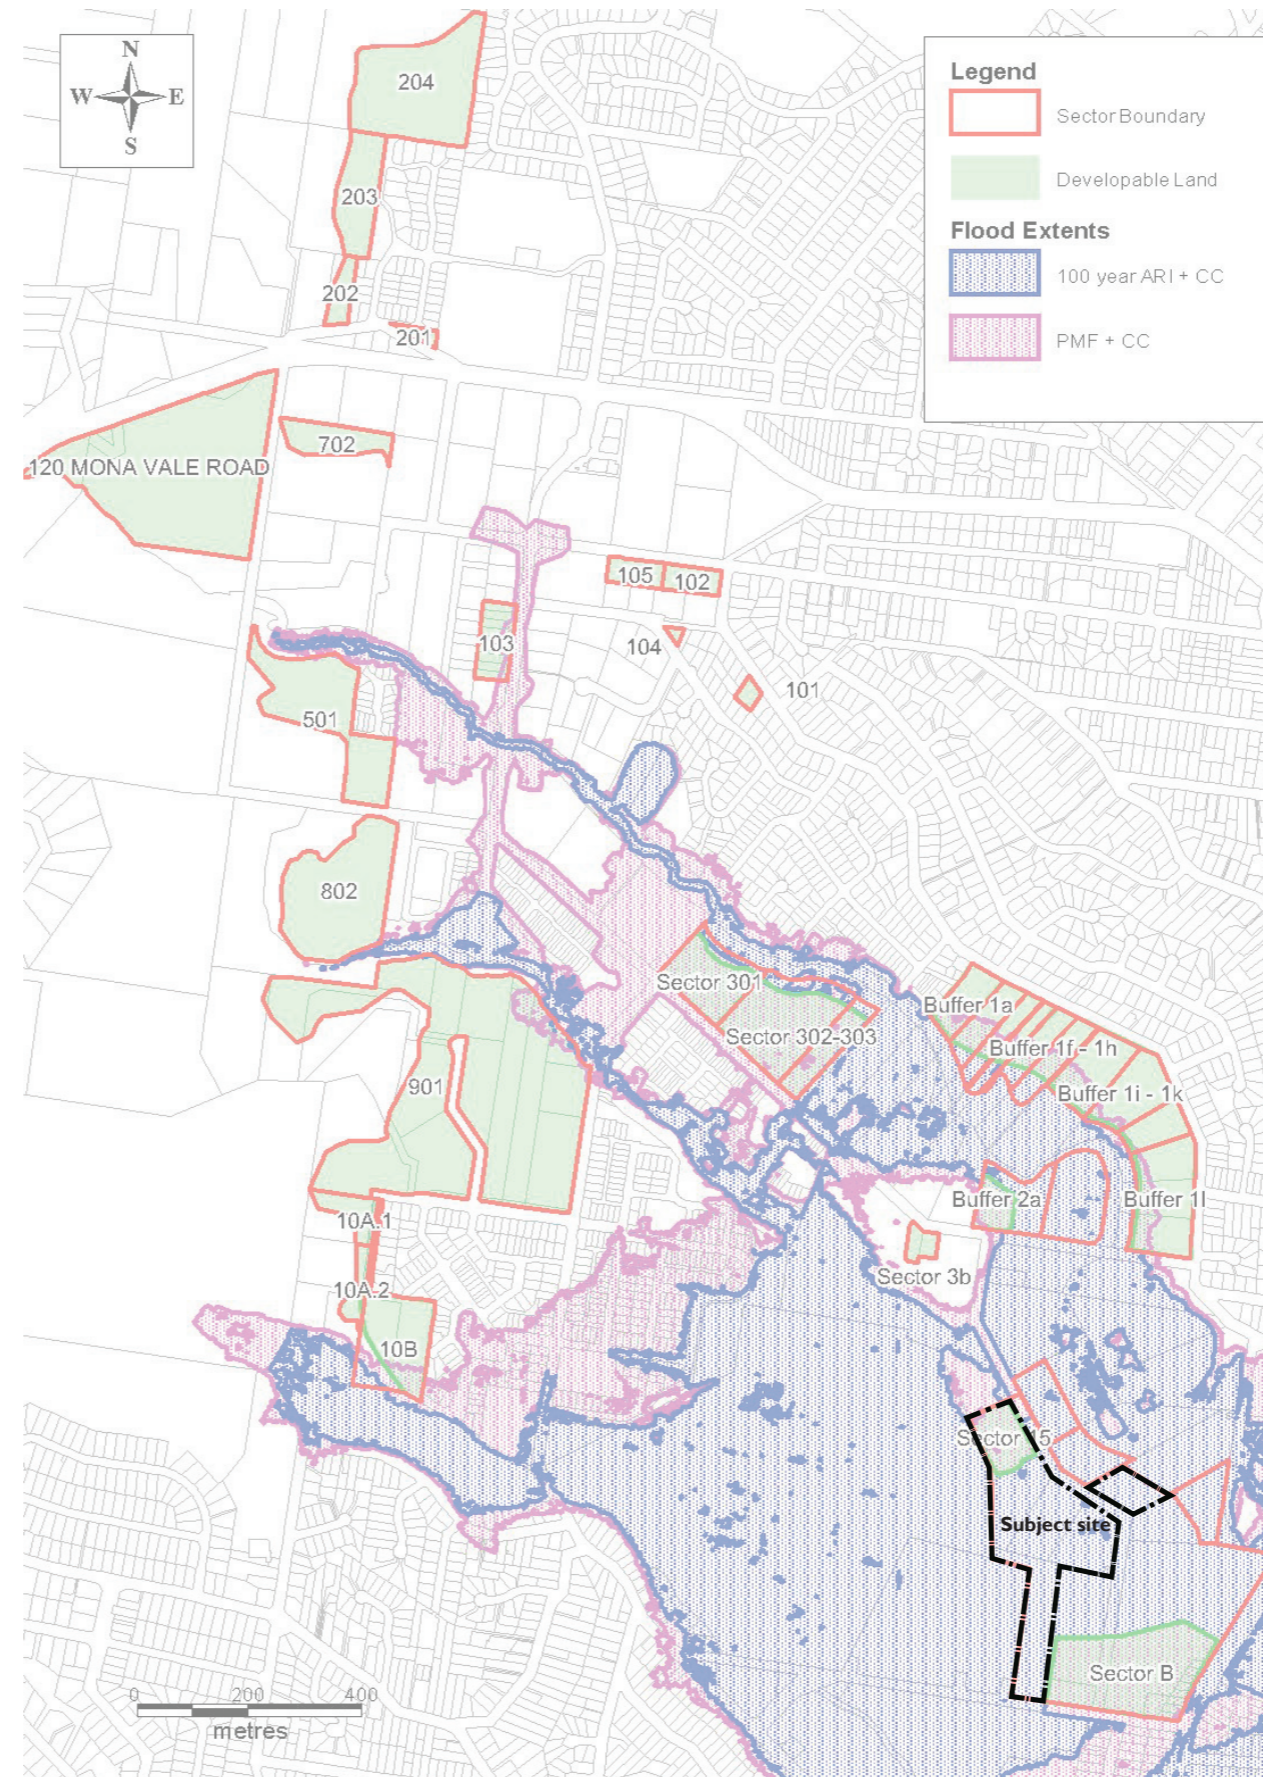 N
W E
S
Legend
Sector Boundary
Developable Land
Flood Extents
100 year ARI + CC
PMF + CC
204
203
202
201
702
120 MONA VALE ROAD
105
102
103
104
101
501
802
Sector 301
Buffer 1a
Sector 302-303
Buffer 1f - 1h
901
Buffer 1i - 1k
Buffer 2a
Buffer 1l
10A.1
Sector 3b
10A.2
10B
Sector 15
Subject site
Sector B
0 200 400
metres